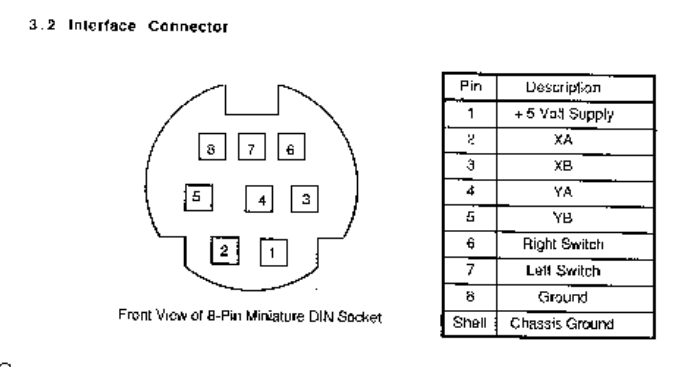 3.2 Interface Connector
8 7 6
5 4 3
2 1
Front View of 8-Pin Miniature DIN Socket
Pin Description
1 +5 Volt Supply
2 XA
3 XB
4 YA
5 YB
6 Right Switch
7 Left Switch
8 Ground
Shell Chassis Ground